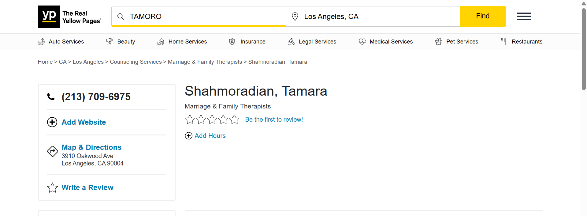 yp The Real Yellow Pages® TAMORO Los Angeles, CA Find
Auto Services Beauty Home Services Insurance Legal Services Medical Services Pet Services Restaurants
Home > CA > Los Angeles > Counseling Services > Marriage & Family Therapists > Shahmoradian, Tamara
(213) 709-6975
Add Website
Map & Directions
3919 Oakwood Ave
Los Angeles, CA 90004
Write a Review
Shahmoradian, Tamara
Marriage & Family Therapists
Be the first to review!
Add Hours